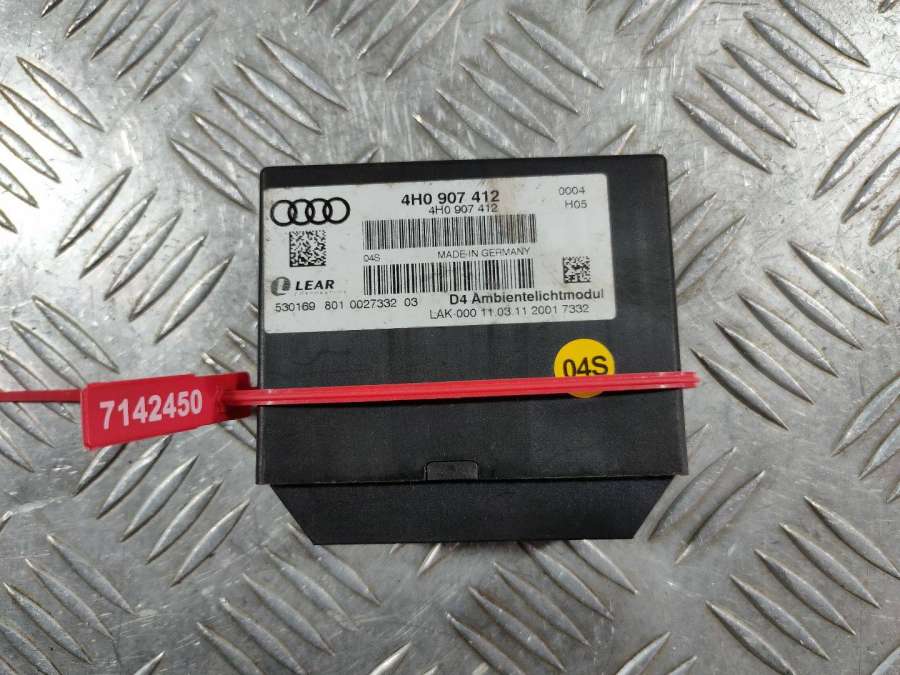 4H0 907 412
4H0 907 412
0004
H05
04S
MADE-IN GERMANY
LEAR
CORPORATION
530169 801 0027332 03
D4 Ambientelichtmodul
LAK-000 11.03.11 2001 7332
04S
7142450